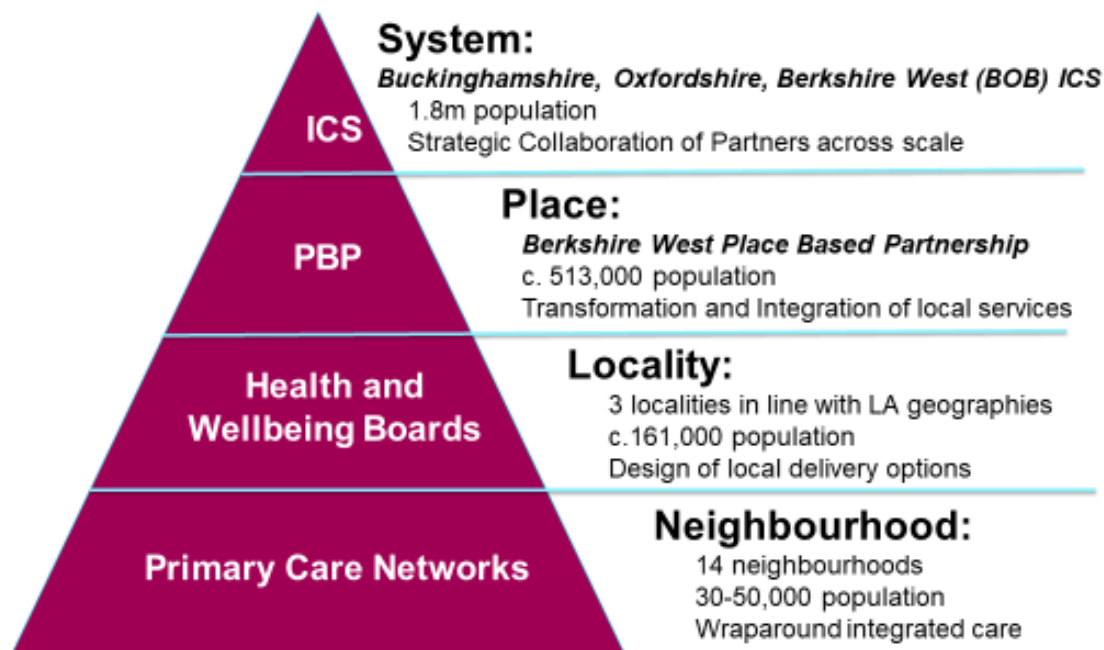 System:
Buckinghamshire, Oxfordshire, Berkshire West (BOB) ICS
1.8m population
Strategic Collaboration of Partners across scale
ICS
Place:
Berkshire West Place Based Partnership
c. 513,000 population
Transformation and Integration of local services
PBP
Locality:
3 localities in line with LA geographies
c.161,000 population
Design of local delivery options
Health and
Wellbeing Boards
Neighbourhood:
14 neighbourhoods
30-50,000 population
Wraparound integrated care
Primary Care Networks